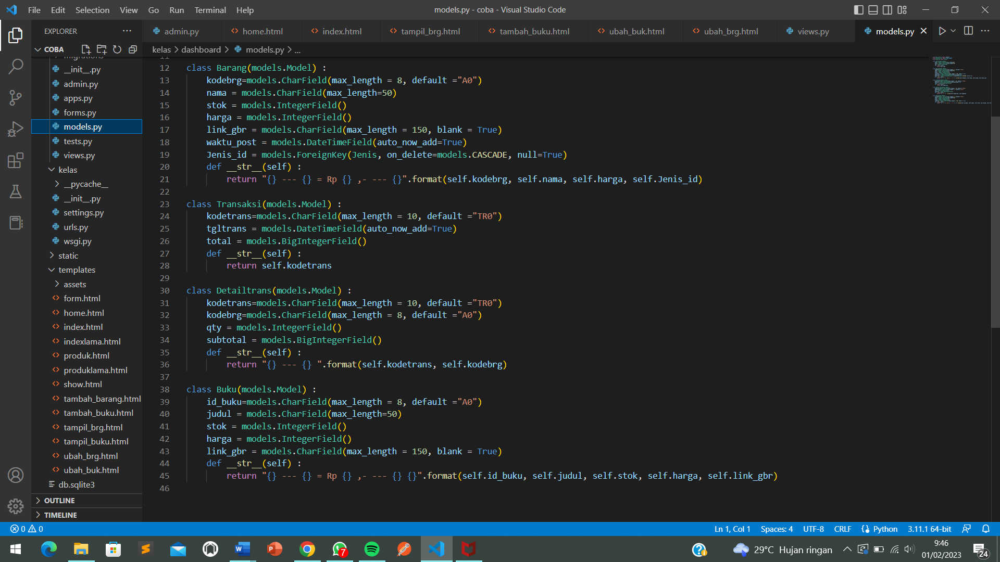 File Edit Selection View Go Run Terminal Help
models.py - coba - Visual Studio Code
EXPLORER
admin.py
home.html
index.html
tampil_brg.html
tambah_buku.html
ubah_buk.html
ubah_brg.html
views.py
models.py
COBA
kelas > dashboard > models.py > ...
migrations
__init__.py
admin.py
apps.py
forms.py
models.py
tests.py
views.py
kelas
__pycache__
__init__.py
settings.py
urls.py
wsgi.py
static
templates
assets
form.html
home.html
index.html
indexlama.html
produk.html
produklama.html
show.html
tambah_barang.html
tambah_buku.html
tampil_brg.html
tampil_buku.html
ubah_brg.html
ubah_buk.html
db.sqlite3
OUTLINE
TIMELINE
11
12 class Barang(models.Model) :
13 kodebrg=models.CharField(max_length = 8, default ="A0")
14 nama = models.CharField(max_length=50)
15 stok = models.IntegerField()
16 harga = models.IntegerField()
17 link_gbr = models.CharField(max_length = 150, blank = True)
18 waktu_post = models.DateTimeField(auto_now_add=True)
19 Jenis_id = models.ForeignKey(Jenis, on_delete=models.CASCADE, null=True)
20 def __str__(self) :
21 return "{} --- {} = Rp {} ,- --- {}".format(self.kodebrg, self.nama, self.harga, self.Jenis_id)
22
23 class Transaksi(models.Model) :
24 kodetrans=models.CharField(max_length = 10, default ="TR0")
25 tgltrans = models.DateTimeField(auto_now_add=True)
26 total = models.BigIntegerField()
27 def __str__(self) :
28 return self.kodetrans
29
30 class Detailtrans(models.Model) :
31 kodetrans=models.CharField(max_length = 10, default ="TR0")
32 kodebrg=models.CharField(max_length = 8, default ="A0")
33 qty = models.IntegerField()
34 subtotal = models.BigIntegerField()
35 def __str__(self) :
36 return "{} --- {} ".format(self.kodetrans, self.kodebrg)
37
38 class Buku(models.Model) :
39 id_buku=models.CharField(max_length = 8, default ="A0")
40 judul = models.CharField(max_length=50)
41 stok = models.IntegerField()
42 harga = models.IntegerField()
43 link_gbr = models.CharField(max_length = 150, blank = True)
44 def __str__(self) :
45 return "{} --- {} = Rp {} ,- --- {} {}".format(self.id_buku, self.judul, self.stok, self.harga, self.link_gbr)
46
0 0
Ln 1, Col 1 Spaces: 4 UTF-8 CRLF Python 3.11.1 64-bit
7
29°C Hujan ringan
9:46
01/02/2023
24